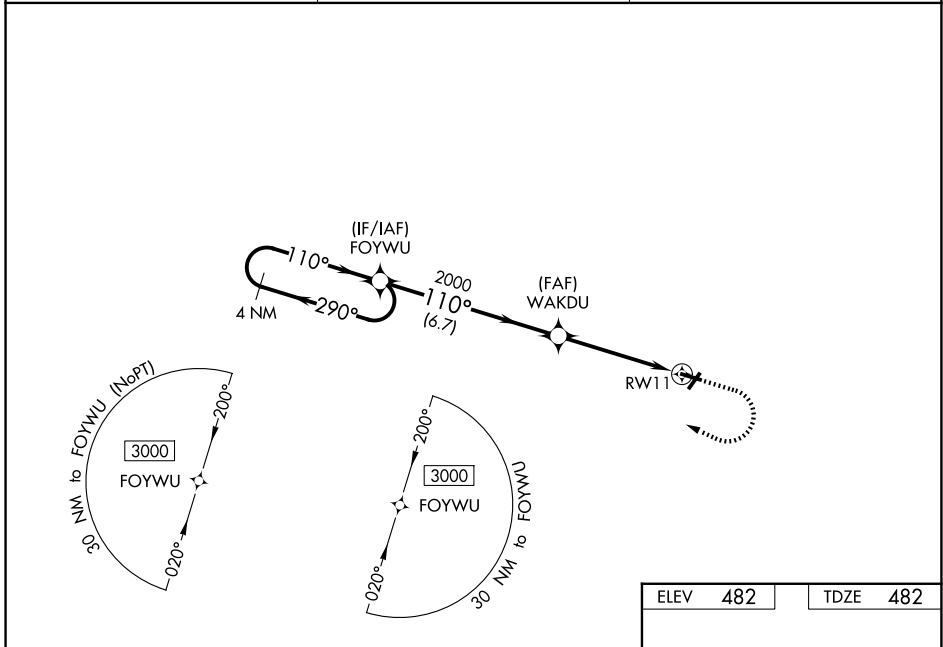 (IF/IAF)
FOYWU
110°
4 NM
290°
2000
110°
(6.7)
(FAF)
WAKDU
RW11
30 NM to FOYWU (NoPT)
200°
3000
FOYWU
020°
200°
3000
FOYWU
020°
30 NM to FOYWU
ELEV 482
TDZE 482